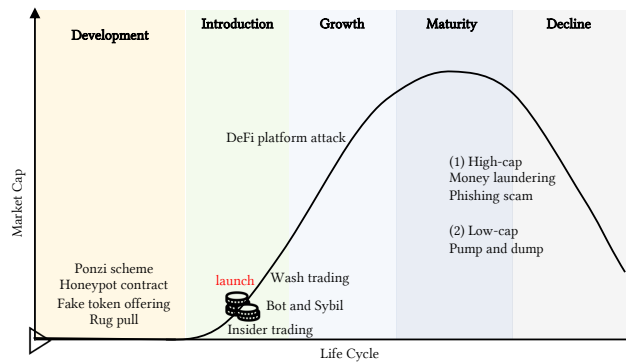 Development
Introduction
Growth
Maturity
Decline
Market Cap
DeFi platform attack
(1) High-cap
Money laundering
Phishing scam
(2) Low-cap
Pump and dump
Ponzi scheme
Honeypot contract
Fake token offering
Rug pull
launch
Wash trading
Bot and Sybil
Insider trading
Life Cycle